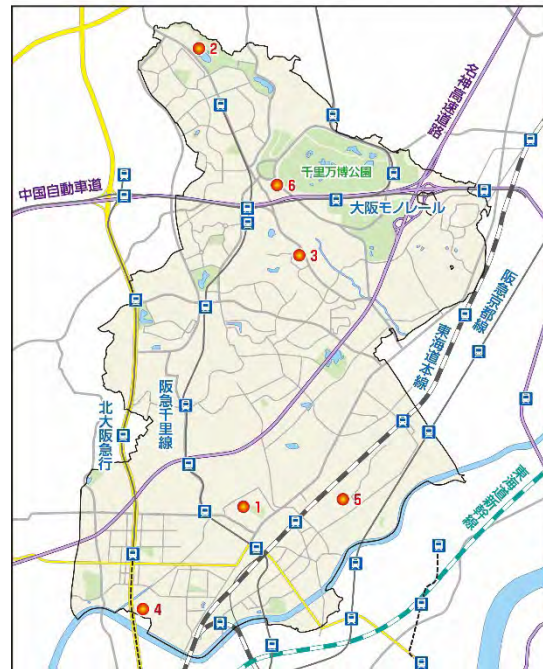 2
名神高速道路
千里万博公園
中国自動車道
6
大阪モノレール
3
阪急京都線
東海道本線
阪急千里線
北大阪急行
1
5
東海道新幹線
4